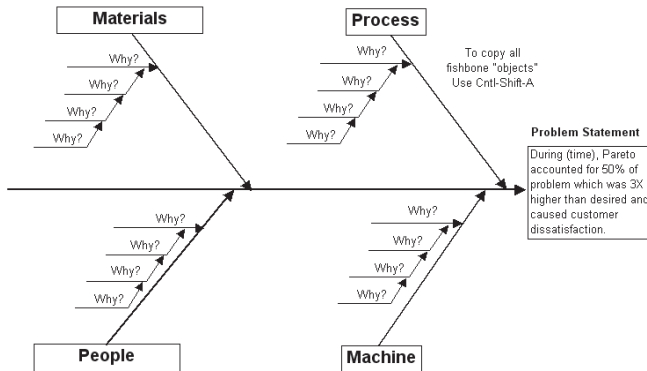 Materials
Process
Why?
Why?
Why?
Why?
Why?
Why?
Why?
Why?
To copy all
fishbone "objects"
Use Cntl-Shift-A
Problem Statement
During (time), Pareto
accounted for 50% of
problem which was 3X
higher than desired and
caused customer
dissatisfaction.
Why?
Why?
Why?
Why?
Why?
Why?
Why?
Why?
People
Machine